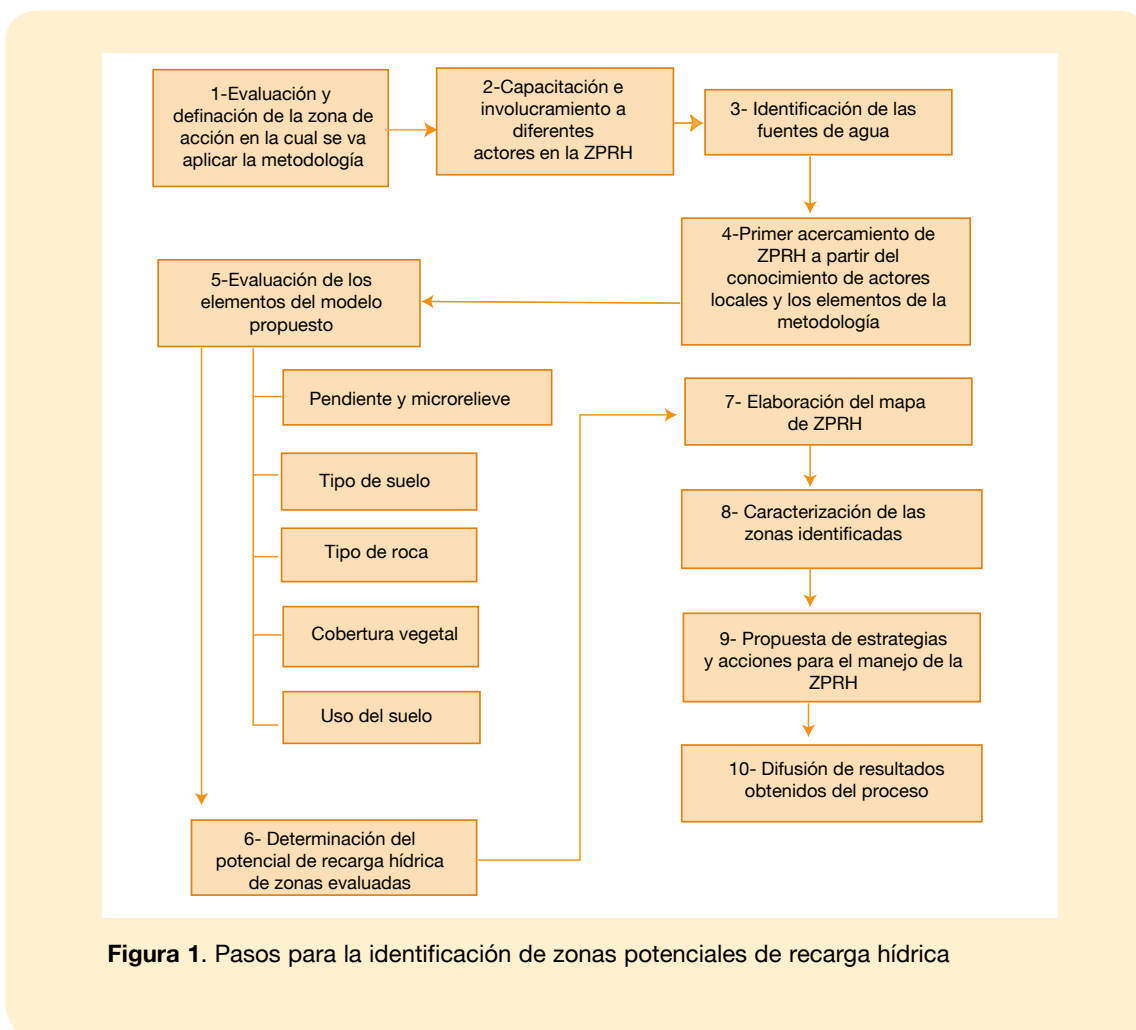 1-Evaluación y
definación de la zona de
acción en la cual se va
aplicar la metodología
2-Capacitación e
involucramiento a
diferentes
actores en la ZPRH
3- Identificación de las
fuentes de agua
4-Primer acercamiento de
ZPRH a partir del
conocimiento de actores
locales y los elementos de la
metodología
5-Evaluación de los
elementos del modelo
propuesto
Pendiente y microrelieve
Tipo de suelo
Tipo de roca
Cobertura vegetal
Uso del suelo
6- Determinación del
potencial de recarga hídrica
de zonas evaluadas
7- Elaboración del mapa
de ZPRH
8- Caracterización de las
zonas identificadas
9- Propuesta de estrategias
y acciones para el manejo de la
ZPRH
10- Difusión de resultados
obtenidos del proceso
Figura 1. Pasos para la identificación de zonas potenciales de recarga hídrica